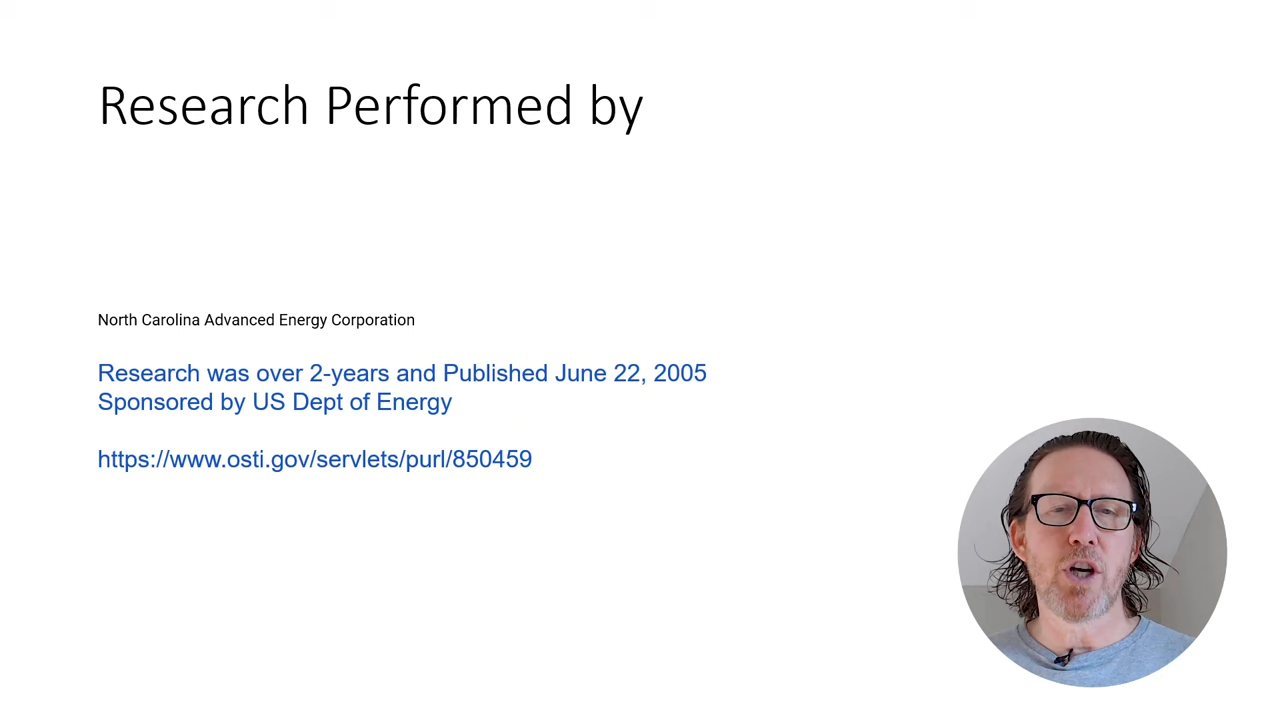 Research Performed by
North Carolina Advanced Energy Corporation
Research was over 2-years and Published June 22, 2005
Sponsored by US Dept of Energy
https://www.osti.gov/servlets/purl/850459